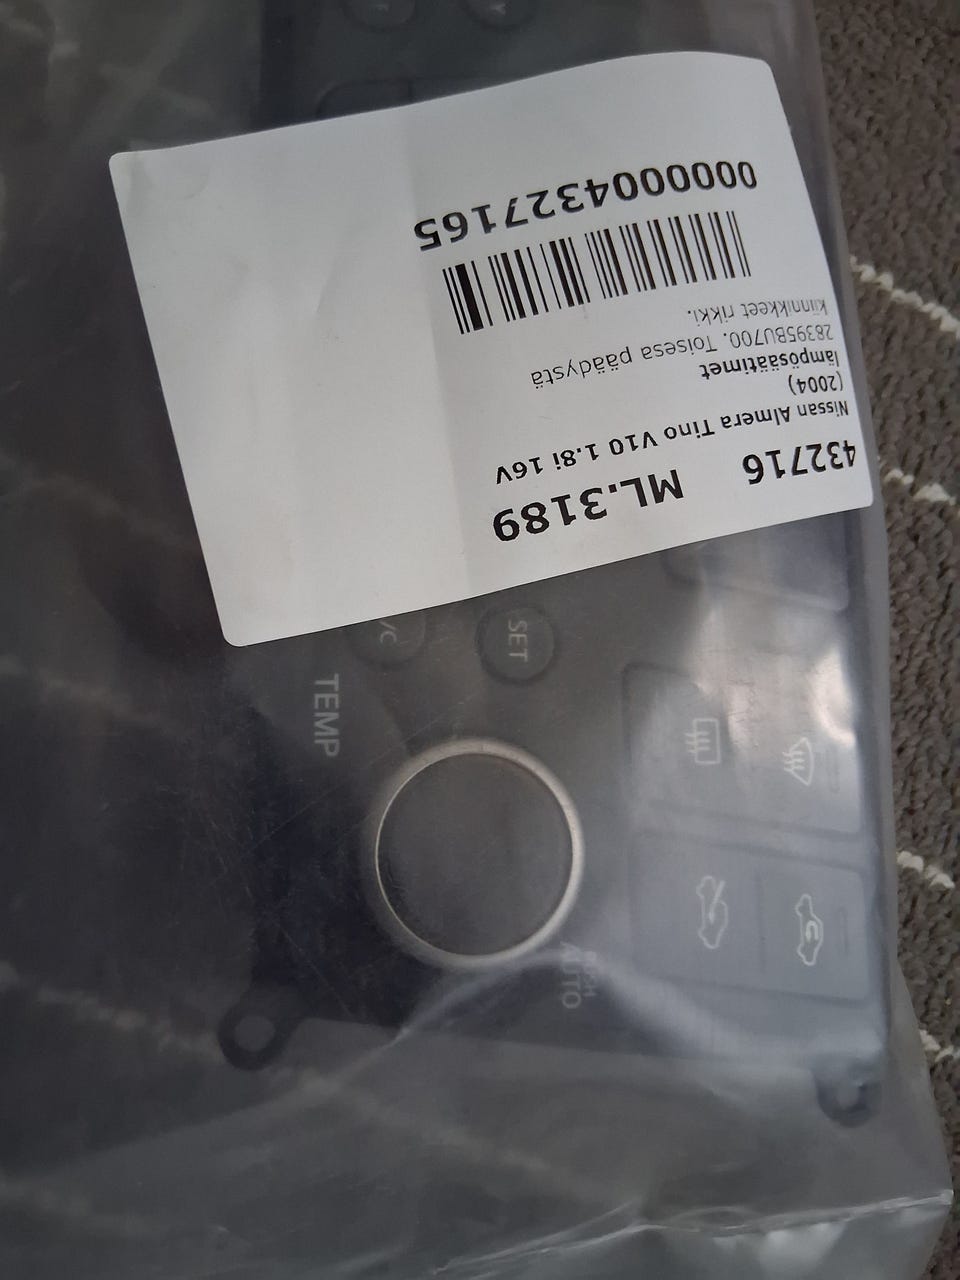 432716 ML.3189
Nissan Almera Tino V10 1.8i 16V
(2004)
lämpösäätimet
28395BU700. Toisesa päädystä
kiinnikkeet rikki.
0000004327165
SET
TEMP
AUTO